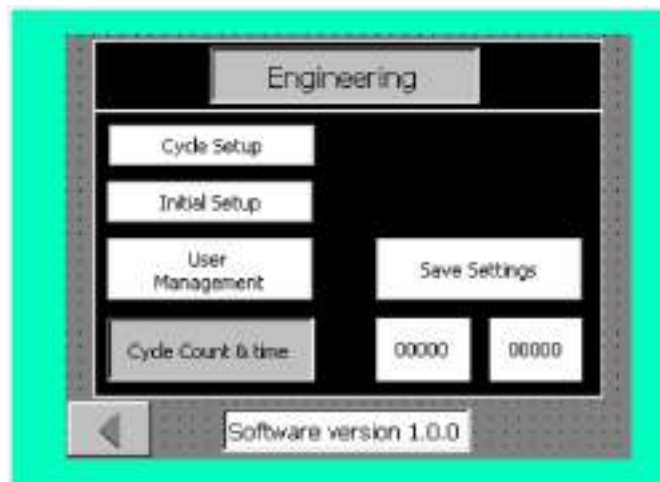 Engineering
Cycle Setup
Initial Setup
User
Management
Save Settings
Cycle Count & time
00000
00000
Software version 1.0.0